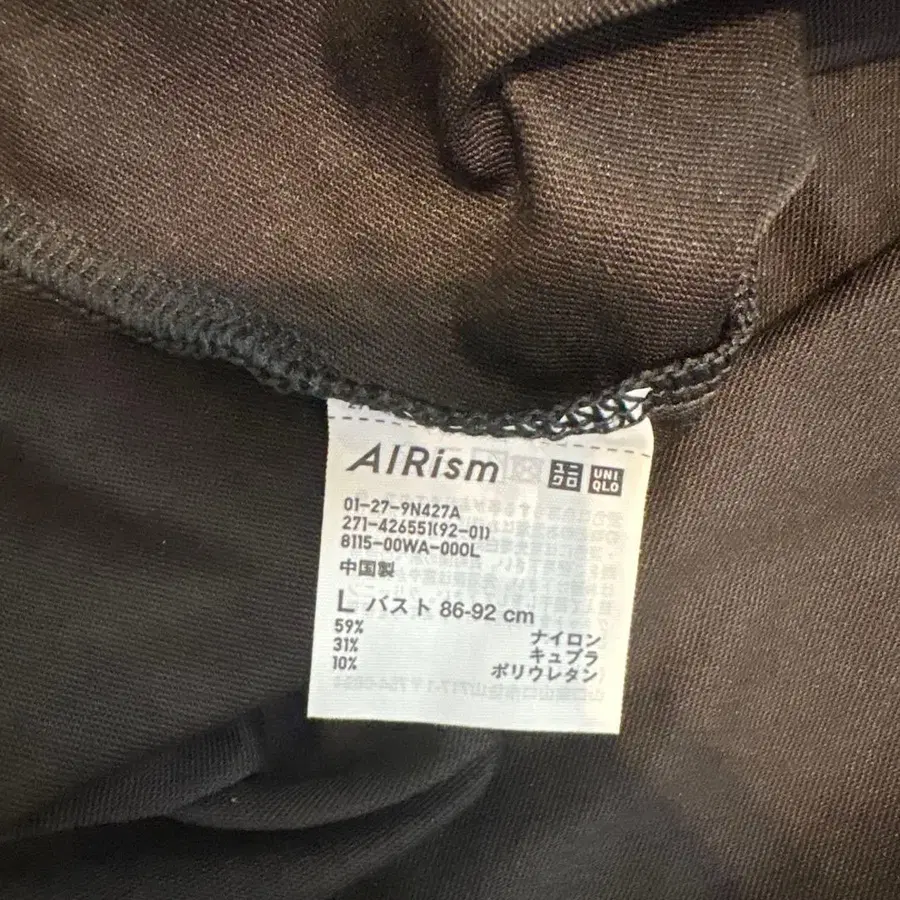 AIRism ユニクロ UNIQLO
01-27-9N427A
271-426551(92-01)
8115-00WA-000L
中国製
L バスト 86-92 cm
59% ナイロン
31% キュプラ
10% ポリウレタン